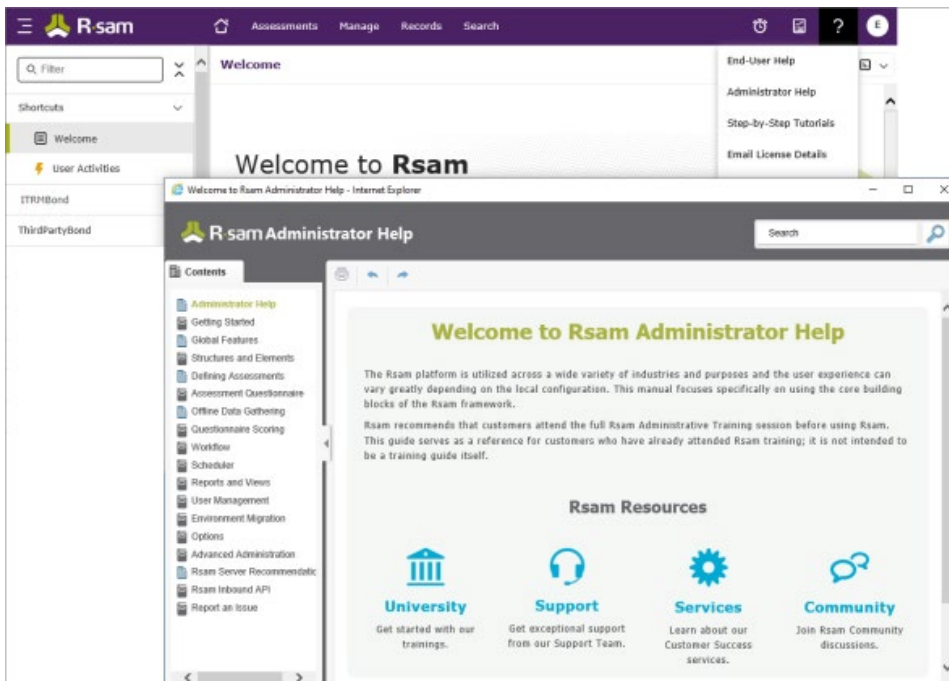 R·sam
Assessments Manage Records Search
?
E
Filter
Shortcuts
Welcome
User Activities
ITRMBond
ThirdPartyBond
Welcome
Welcome to Rsam
End-User Help
Administrator Help
Step-by-Step Tutorials
Email License Details
Welcome to Rsam Administrator Help - Internet Explorer
R·sam Administrator Help
Search
Contents
Administrator Help
Getting Started
Global Features
Structures and Elements
Defining Assessments
Assessment Questionnaire
Offline Data Gathering
Questionnaire Scoring
Workflow
Scheduler
Reports and Views
User Management
Environment Migration
Options
Advanced Administration
Rsam Server Recommendatic
Rsam Inbound API
Report an Issue
Welcome to Rsam Administrator Help
The Rsam platform is utilized across a wide variety of industries and purposes and the user experience can
vary greatly depending on the local configuration. This manual focuses specifically on using the core building
blocks of the Rsam framework.
Rsam recommends that customers attend the full Rsam Administrative Training session before using Rsam.
This guide serves as a reference for customers who have already attended Rsam training; it is not intended to
be a training guide itself.
Rsam Resources
University
Get started with our
trainings.
Support
Get exceptional support
from our Support Team.
Services
Learn about our
Customer Success
services.
Community
Join Rsam Community
discussions.